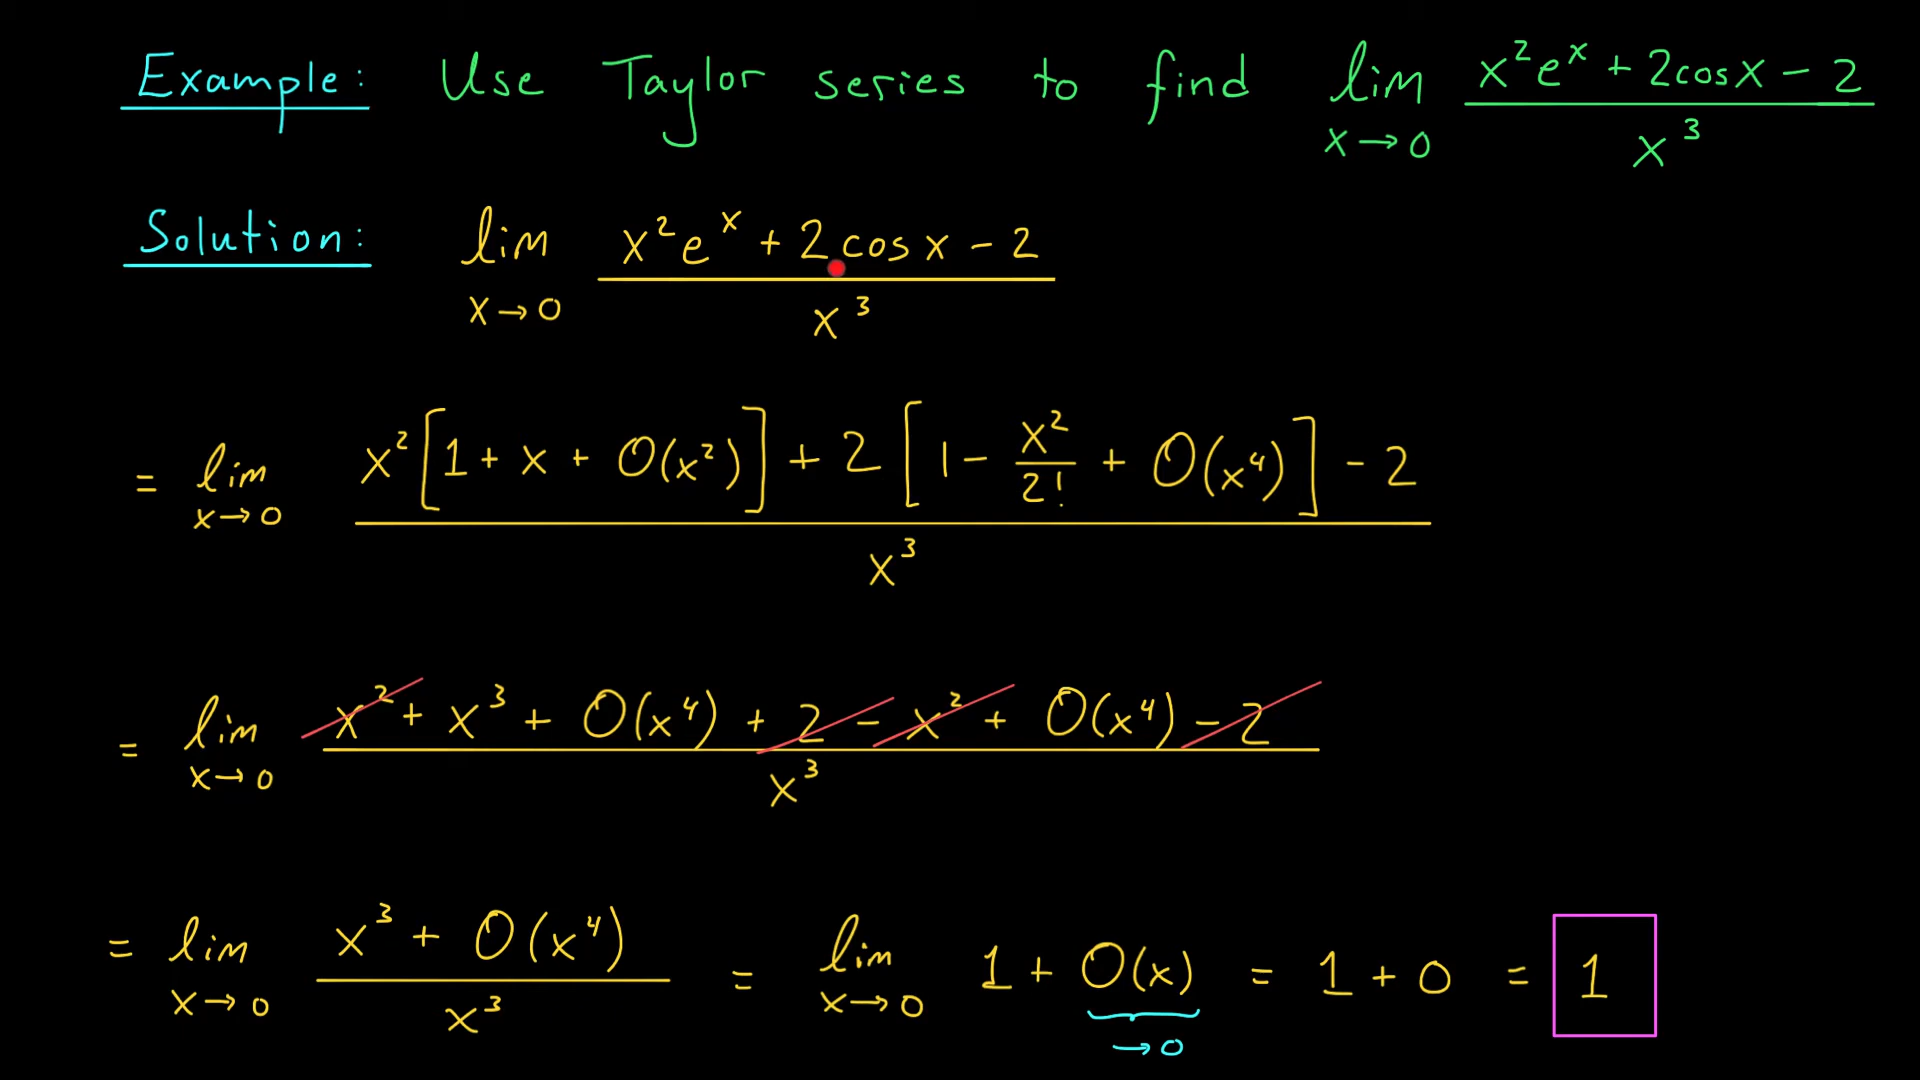 Example: Use Taylor series to find lim x→0 (x²eˣ + 2cosx − 2)/x³
Solution: lim x→0 (x²eˣ + 2cosx − 2)/x³
= lim x→0 (x²[1 + x + O(x²)] + 2[1 − x²/2! + O(x⁴)] − 2)/x³
= lim x→0 (x² + x³ + O(x⁴) + 2 − x² + O(x⁴) − 2)/x³
= lim x→0 (x³ + O(x⁴))/x³ = lim x→0 1 + O(x) = 1 + 0 = 1
→0